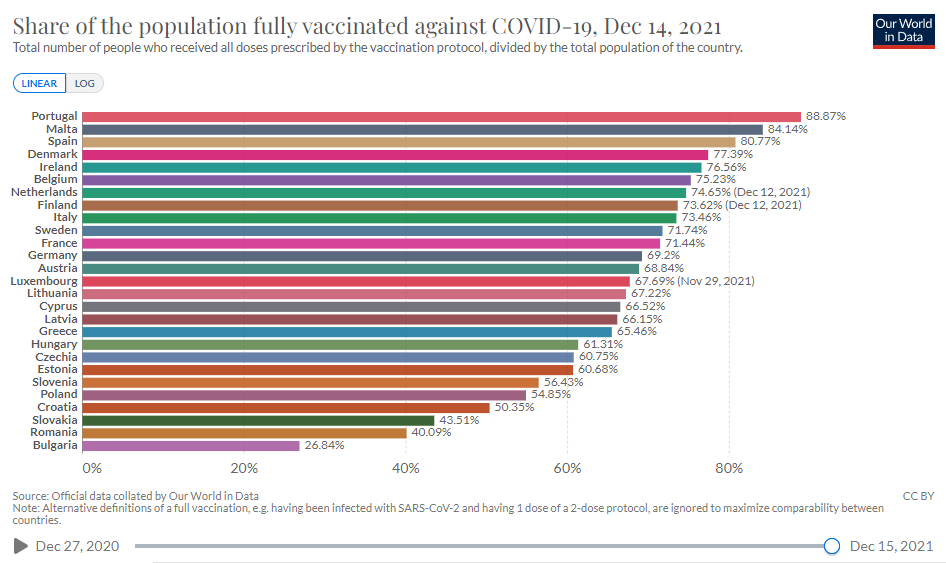 Share of the population fully vaccinated against COVID-19, Dec 14, 2021
Total number of people who received all doses prescribed by the vaccination protocol, divided by the total population of the country.
Our World
in Data
LINEAR LOG
Portugal 88.87%
Malta 84.14%
Spain 80.77%
Denmark 77.39%
Ireland 76.56%
Belgium 75.23%
Netherlands 74.65% (Dec 12, 2021)
Finland 73.62% (Dec 12, 2021)
Italy 73.46%
Sweden 71.74%
France 71.44%
Germany 69.2%
Austria 68.84%
Luxembourg 67.69% (Nov 29, 2021)
Lithuania 67.22%
Cyprus 66.52%
Latvia 66.15%
Greece 65.46%
Hungary 61.31%
Czechia 60.75%
Estonia 60.68%
Slovenia 56.43%
Poland 54.85%
Croatia 50.35%
Slovakia 43.51%
Romania 40.09%
Bulgaria 26.84%
0% 20% 40% 60% 80%
Source: Official data collated by Our World in Data CC BY
Note: Alternative definitions of a full vaccination, e.g. having been infected with SARS-CoV-2 and having 1 dose of a 2-dose protocol, are ignored to maximize comparability between
countries.
Dec 27, 2020 Dec 15, 2021